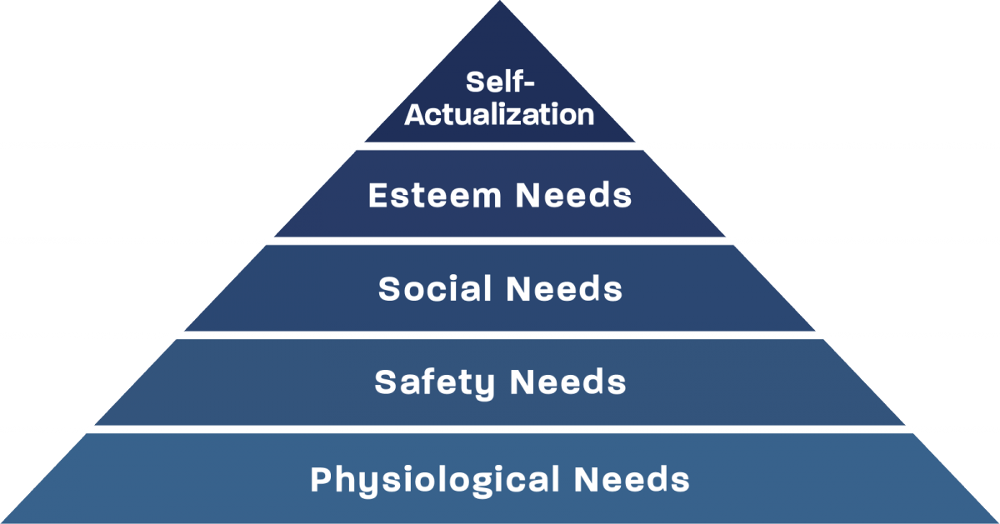 Self-
Actualization
Esteem Needs
Social Needs
Safety Needs
Physiological Needs